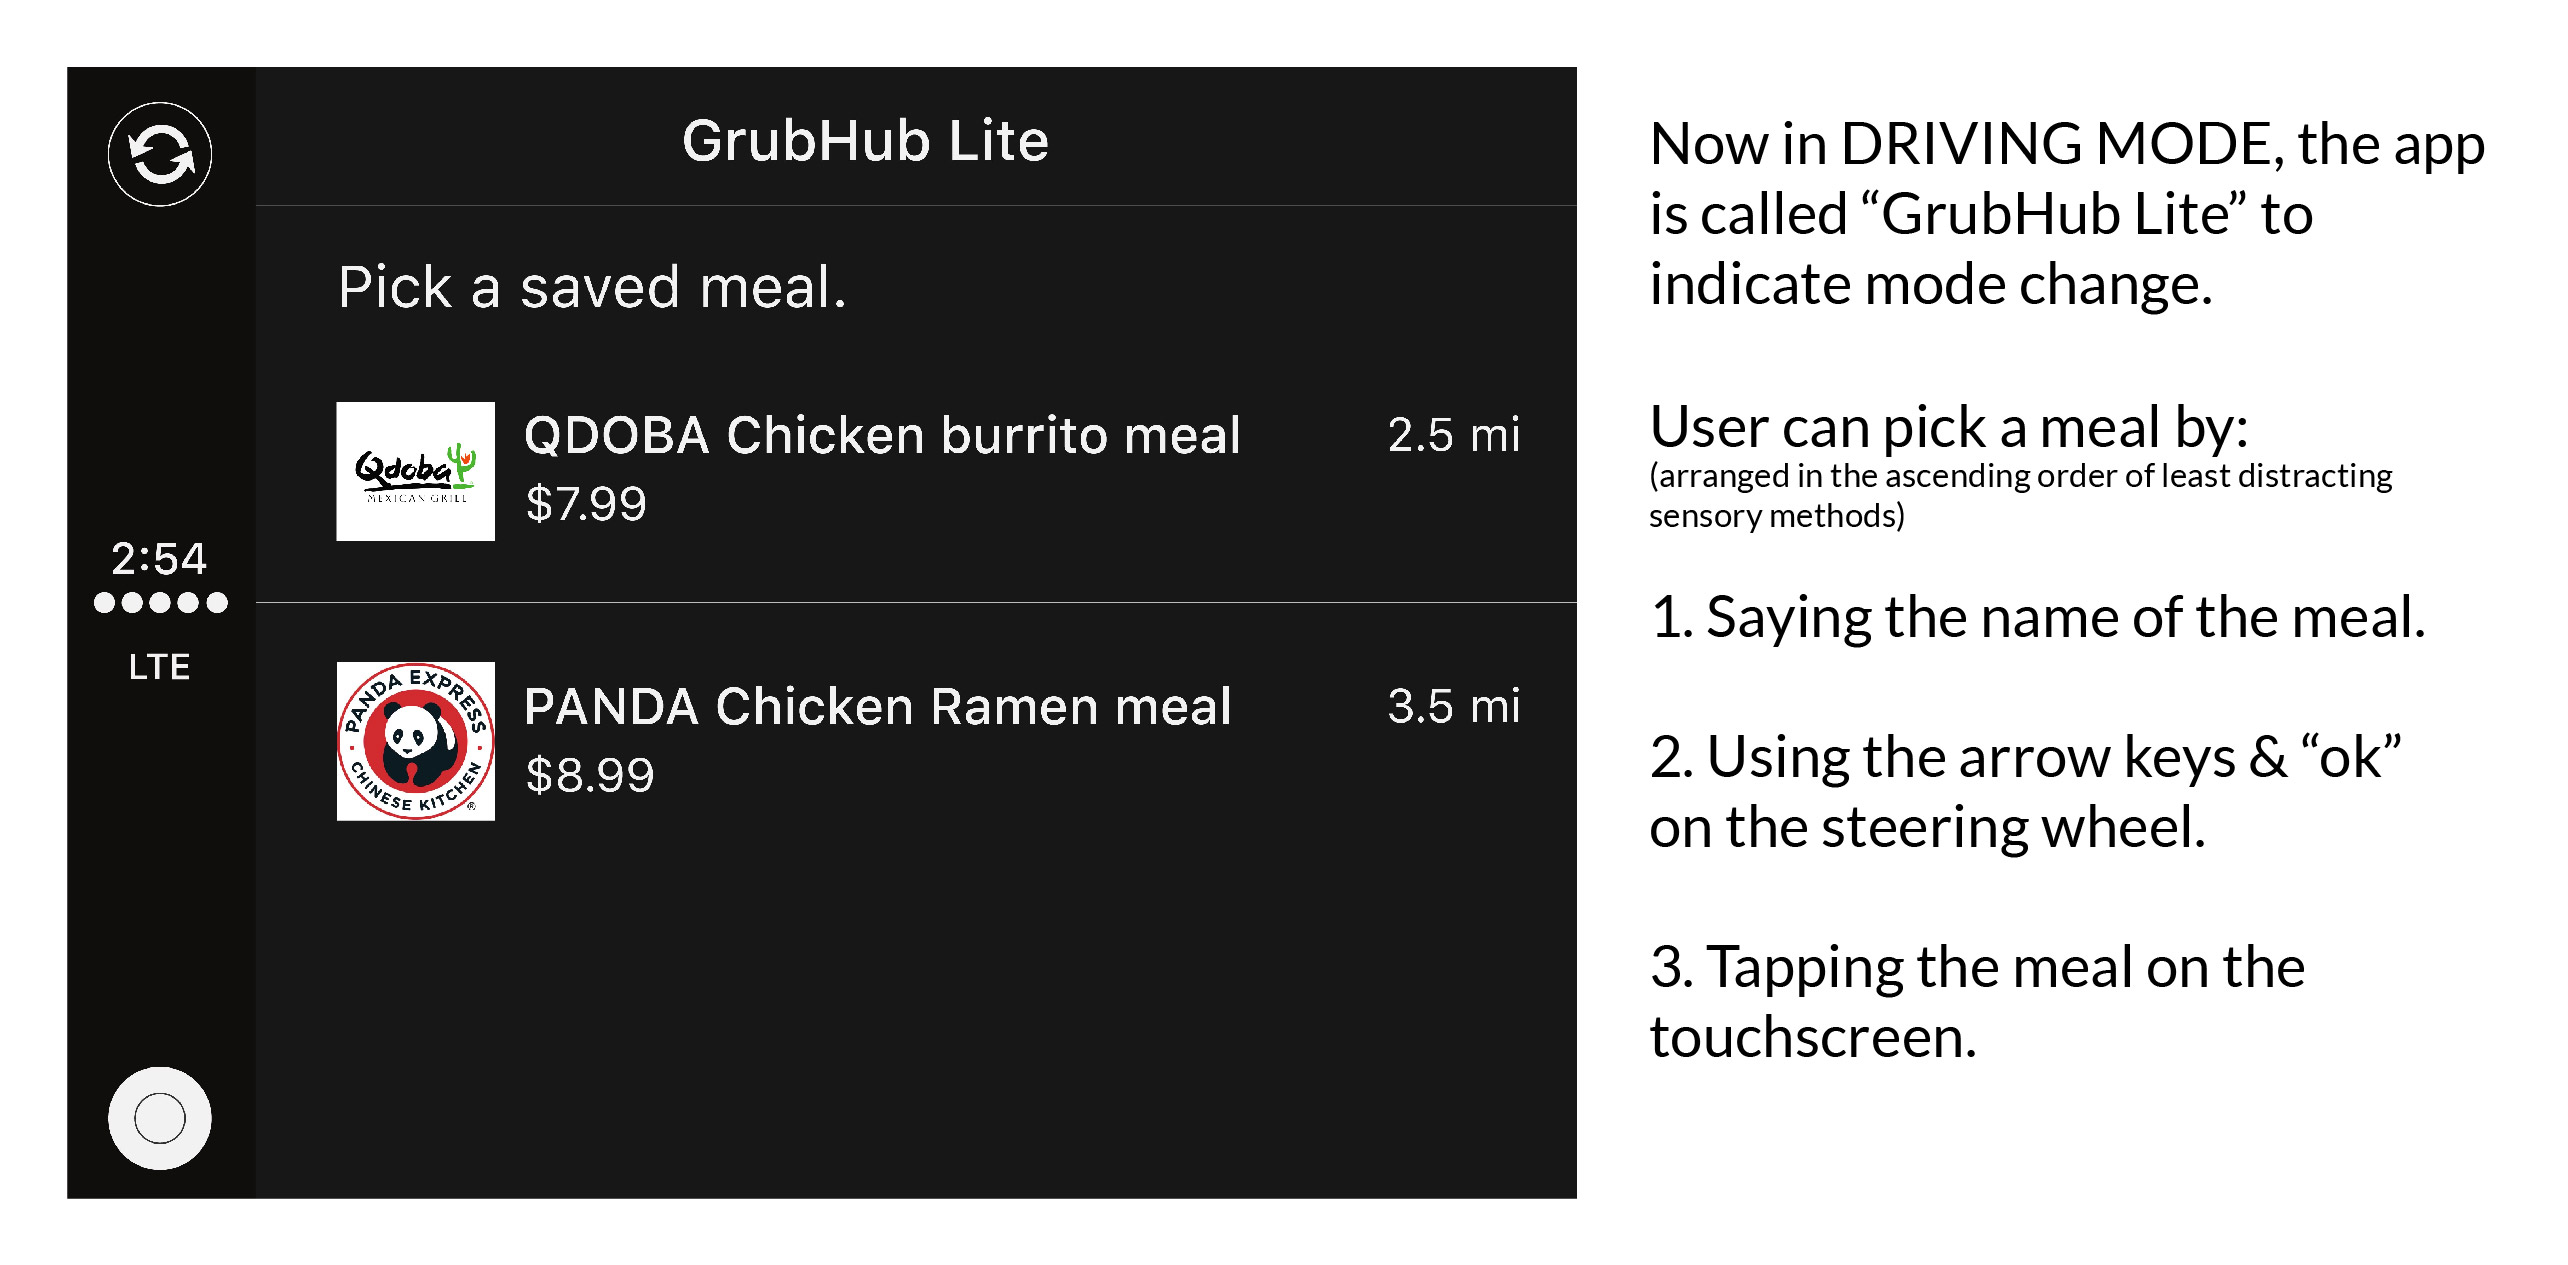 GrubHub Lite
Pick a saved meal.
Qdoba
MEXICAN GRILL
QDOBA Chicken burrito meal
2.5 mi
$7.99
2:54
LTE
PANDA EXPRESS
CHINESE KITCHEN
®
PANDA Chicken Ramen meal
3.5 mi
$8.99
Now in DRIVING MODE, the app
is called “GrubHub Lite” to
indicate mode change.
User can pick a meal by:
(arranged in the ascending order of least distracting
sensory methods)
1. Saying the name of the meal.
2. Using the arrow keys & “ok”
on the steering wheel.
3. Tapping the meal on the
touchscreen.